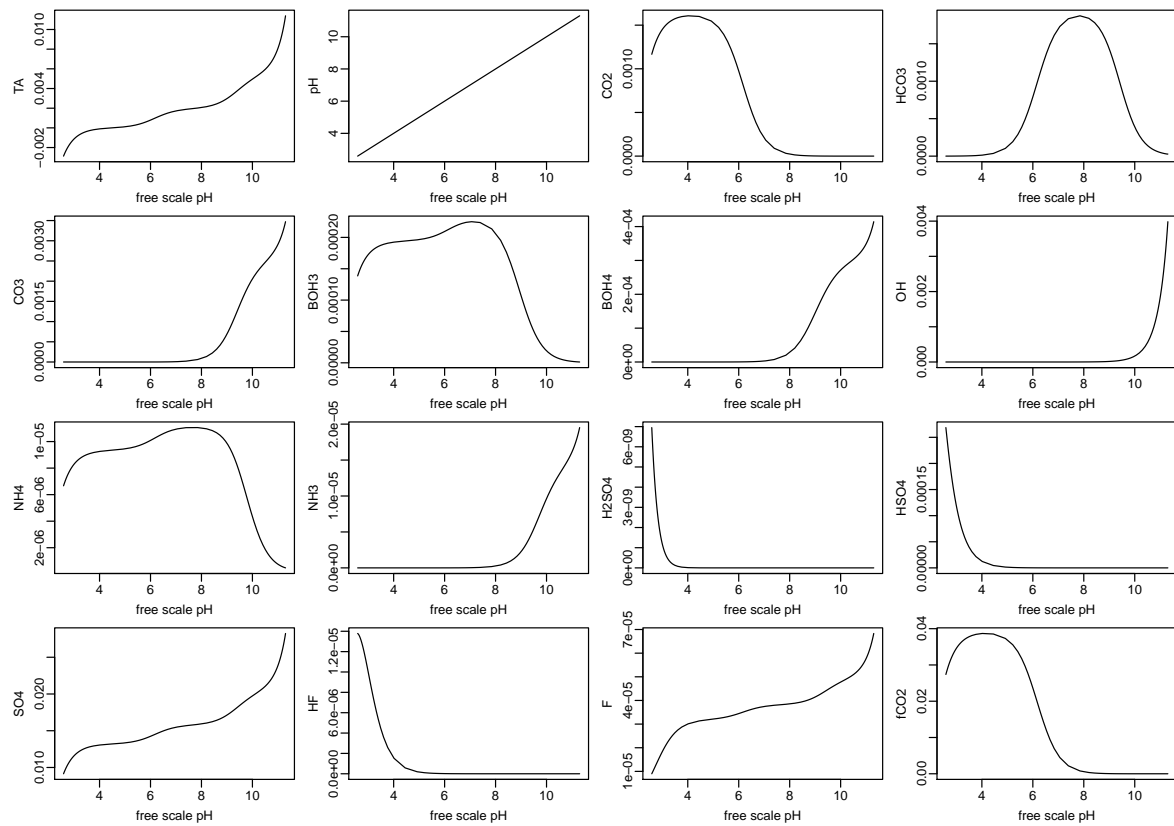 TA
−0.002 0.004 0.010
4 6 8 10
free scale pH
pH
4 6 8 10
4 6 8 10
free scale pH
CO2
0.0000 0.0010
4 6 8 10
free scale pH
HCO3
0.0000 0.0010
4 6 8 10
free scale pH
CO3
0.0000 0.0015 0.0030
4 6 8 10
free scale pH
BOH3
0.00000 0.00010 0.00020
4 6 8 10
free scale pH
BOH4
0e+00 2e−04 4e−04
4 6 8 10
free scale pH
OH
0.000 0.002 0.004
4 6 8 10
free scale pH
NH4
2e−06 6e−06 1e−05
4 6 8 10
free scale pH
NH3
0.0e+00 1.0e−05 2.0e−05
4 6 8 10
free scale pH
H2SO4
0e+00 3e−09 6e−09
4 6 8 10
free scale pH
HSO4
0.00000 0.00015
4 6 8 10
free scale pH
SO4
0.010 0.020
4 6 8 10
free scale pH
HF
0.0e+00 6.0e−06 1.2e−05
4 6 8 10
free scale pH
F
1e−05 4e−05 7e−05
4 6 8 10
free scale pH
fCO2
0.00 0.02 0.04
4 6 8 10
free scale pH